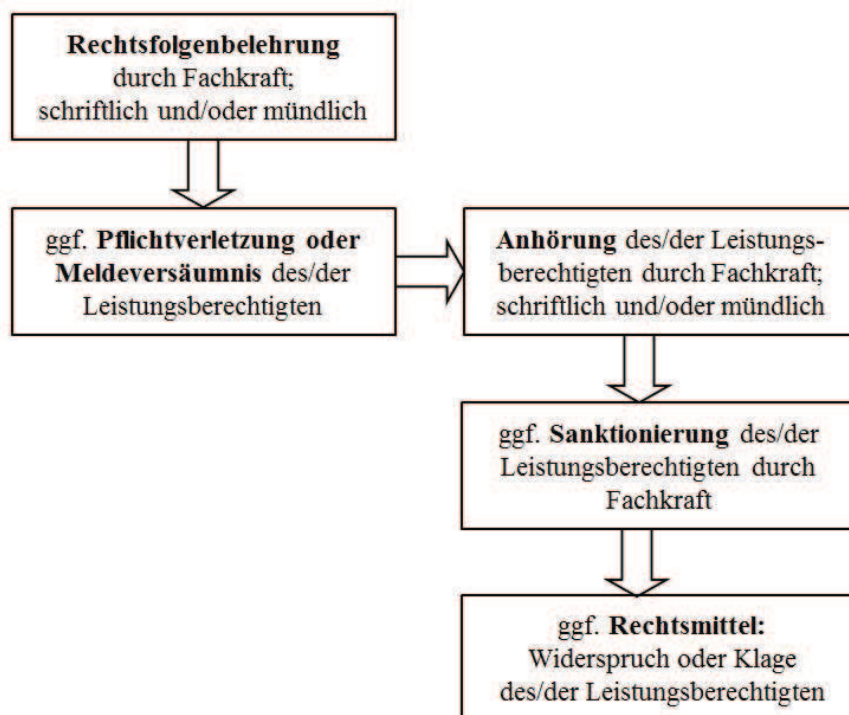 Rechtsfolgenbelehrung
durch Fachkraft;
schriftlich und/oder mündlich
ggf. Pflichtverletzung oder
Meldeversäumnis des/der
Leistungsberechtigten
Anhörung des/der Leistungs-
berechtigten durch Fachkraft;
schriftlich und/oder mündlich
ggf. Sanktionierung des/der
Leistungsberechtigten durch
Fachkraft
ggf. Rechtsmittel:
Widerspruch oder Klage
des/der Leistungsberechtigten